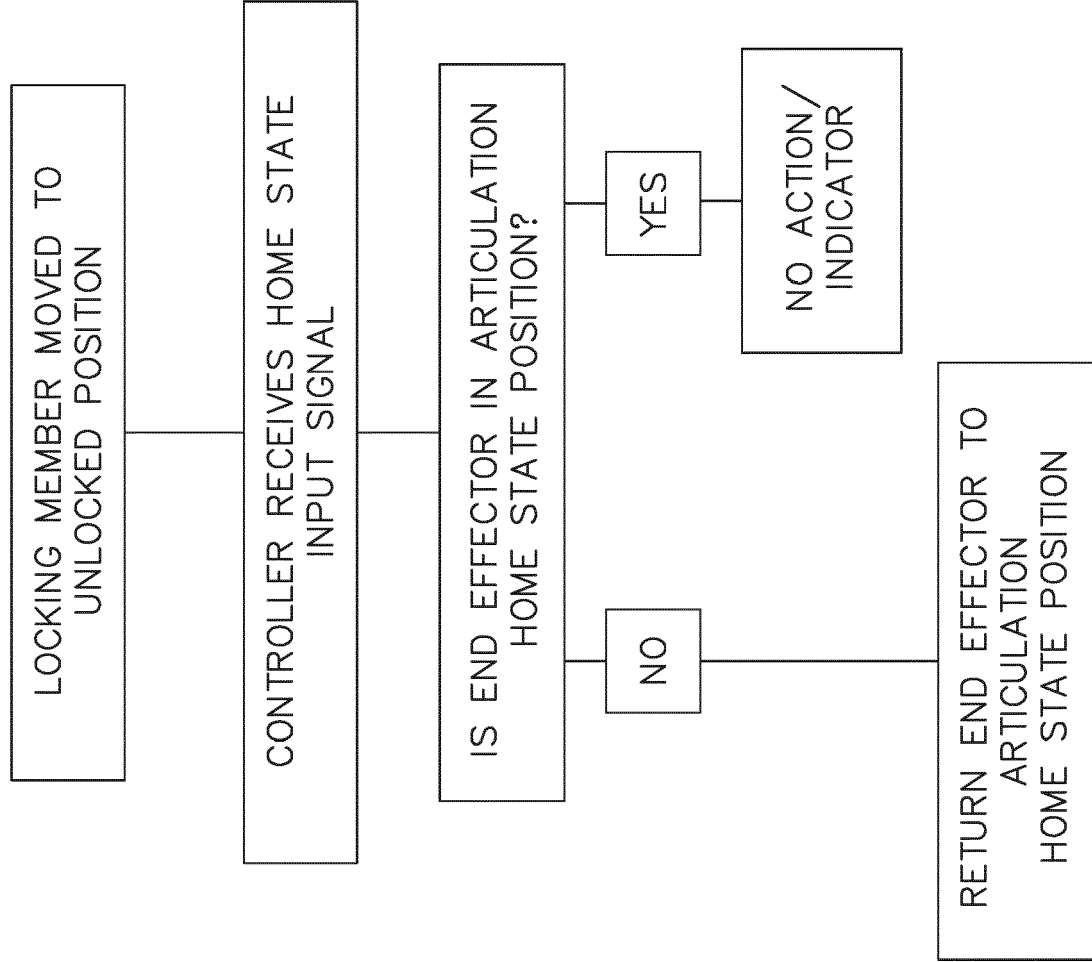 LOCKING MEMBER MOVED TO
UNLOCKED POSITION
CONTROLLER RECEIVES HOME STATE
INPUT SIGNAL
IS END EFFECTOR IN ARTICULATION
HOME STATE POSITION?
NO
YES
RETURN END EFFECTOR TO
ARTICULATION
HOME STATE POSITION
NO ACTION/
INDICATOR